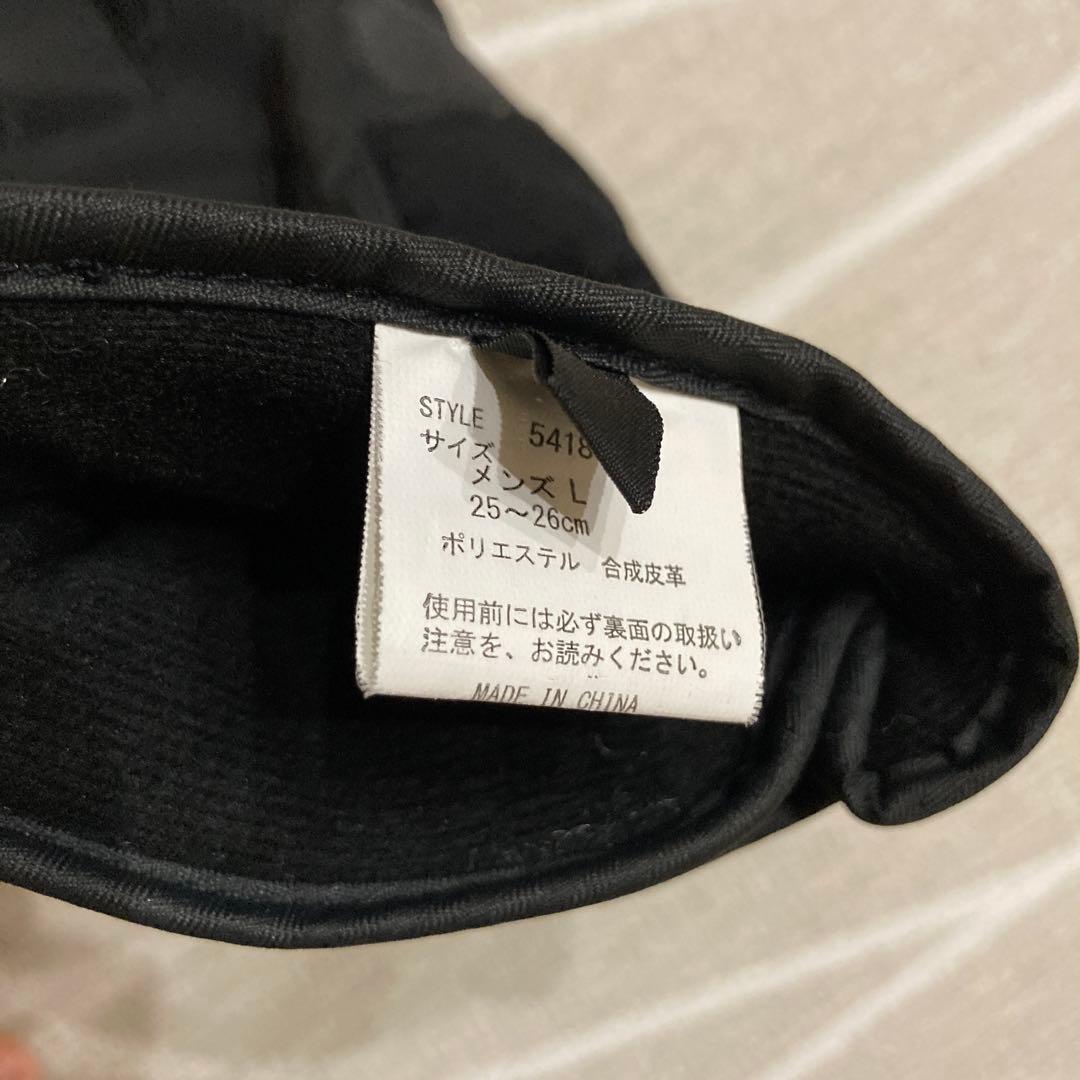 STYLE 5418
サイズ
メンズ L
25～26cm
ポリエステル 合成皮革
使用前には必ず裏面の取扱い
注意を、お読みください。
MADE IN CHINA